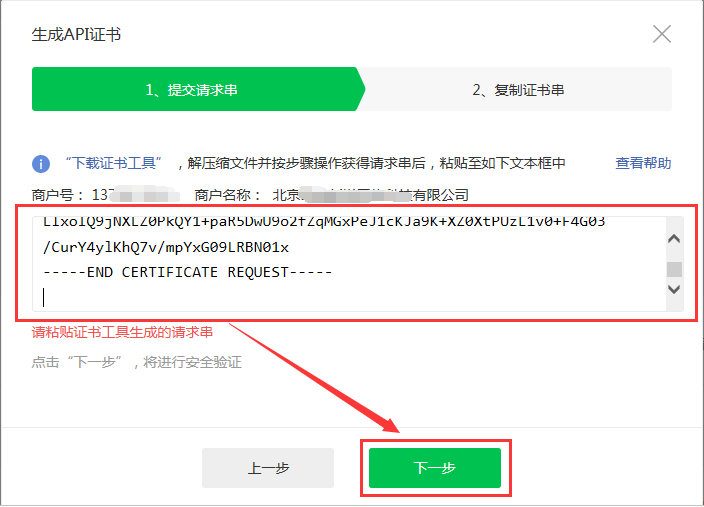 生成API证书
1、提交请求串
2、复制证书串
“下载证书工具” ，解压缩文件并按步骤操作获得请求串后，粘贴至如下文本框中 查看帮助
商户号： 137 商户名称： 北京 有限公司
LIxoIQ9jNXLZ0PkQY1+paR5DwU9o2fZqMGxPeJ1cKJa9K+XZ0XtPUzL1v0+F4G03
/CurY4ylKhQ7v/mpYxG09LRBN01x
-----END CERTIFICATE REQUEST-----
请粘贴证书工具生成的请求串
点击“下一步”，将进行安全验证
上一步
下一步